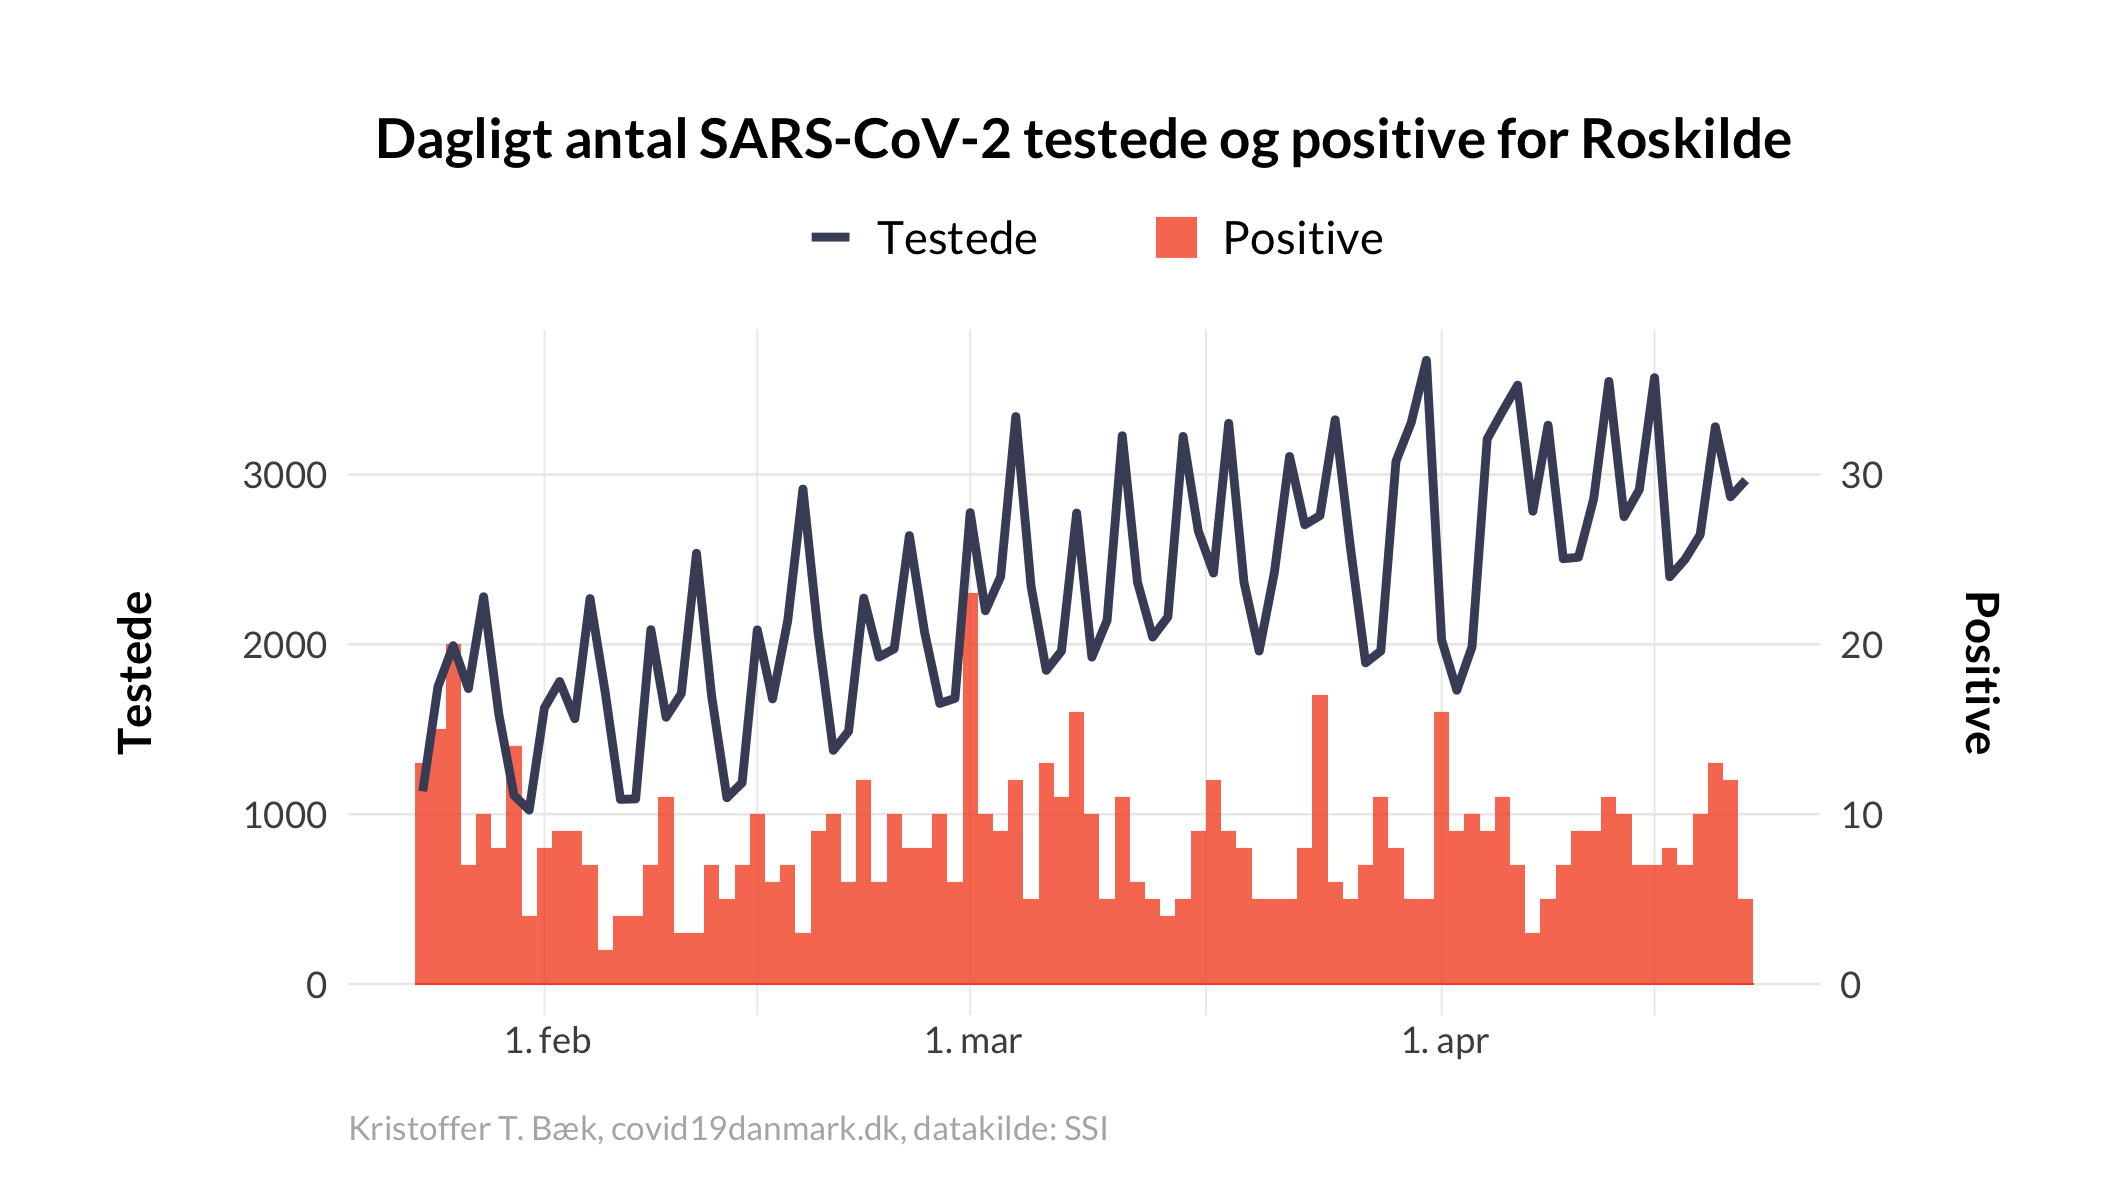 Dagligt antal SARS-CoV-2 testede og positive for Roskilde
Testede
Positive
3000
2000
1000
0
Testede
30
20
10
0
Positive
1. feb
1. mar
1. apr
Kristoffer T. Bæk, covid19danmark.dk, datakilde: SSI